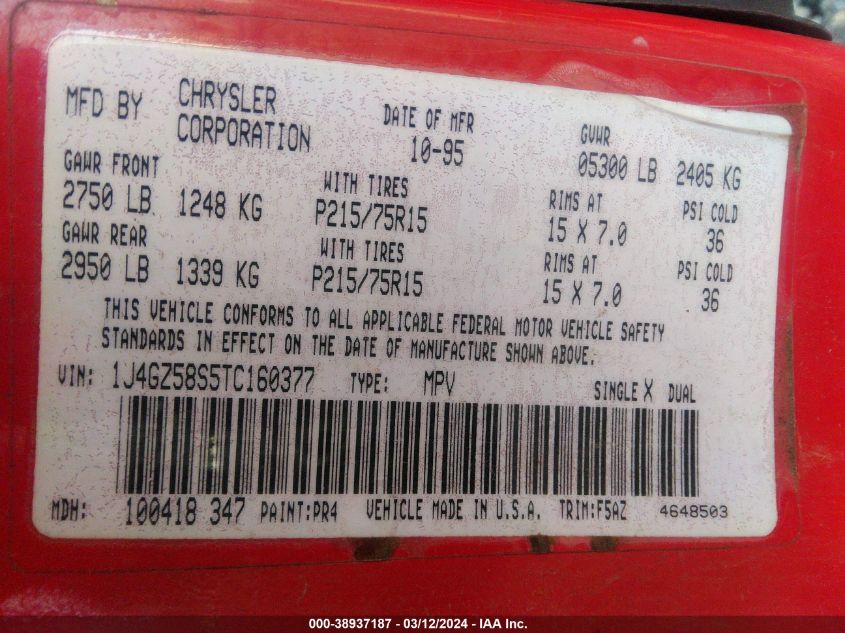 MFD BY CHRYSLER CORPORATION DATE OF MFR 10-95 GVWR 05300 LB 2405 KG
GAWR FRONT WITH TIRES RIMS AT PSI COLD
2750 LB 1248 KG P215/75R15 15 X 7.0 36
GAWR REAR WITH TIRES RIMS AT PSI COLD
2950 LB 1339 KG P215/75R15 15 X 7.0 36
THIS VEHICLE CONFORMS TO ALL APPLICABLE FEDERAL MOTOR VEHICLE SAFETY
STANDARDS IN EFFECT ON THE DATE OF MANUFACTURE SHOWN ABOVE.
VIN: 1J4GZ58S5TC160377 TYPE: MPV SINGLE X DUAL
MDH: 100418 347 PAINT:PR4 VEHICLE MADE IN U.S.A. TRIM:F5AZ 4648503
000-38937187 - 03/12/2024 - IAA Inc.